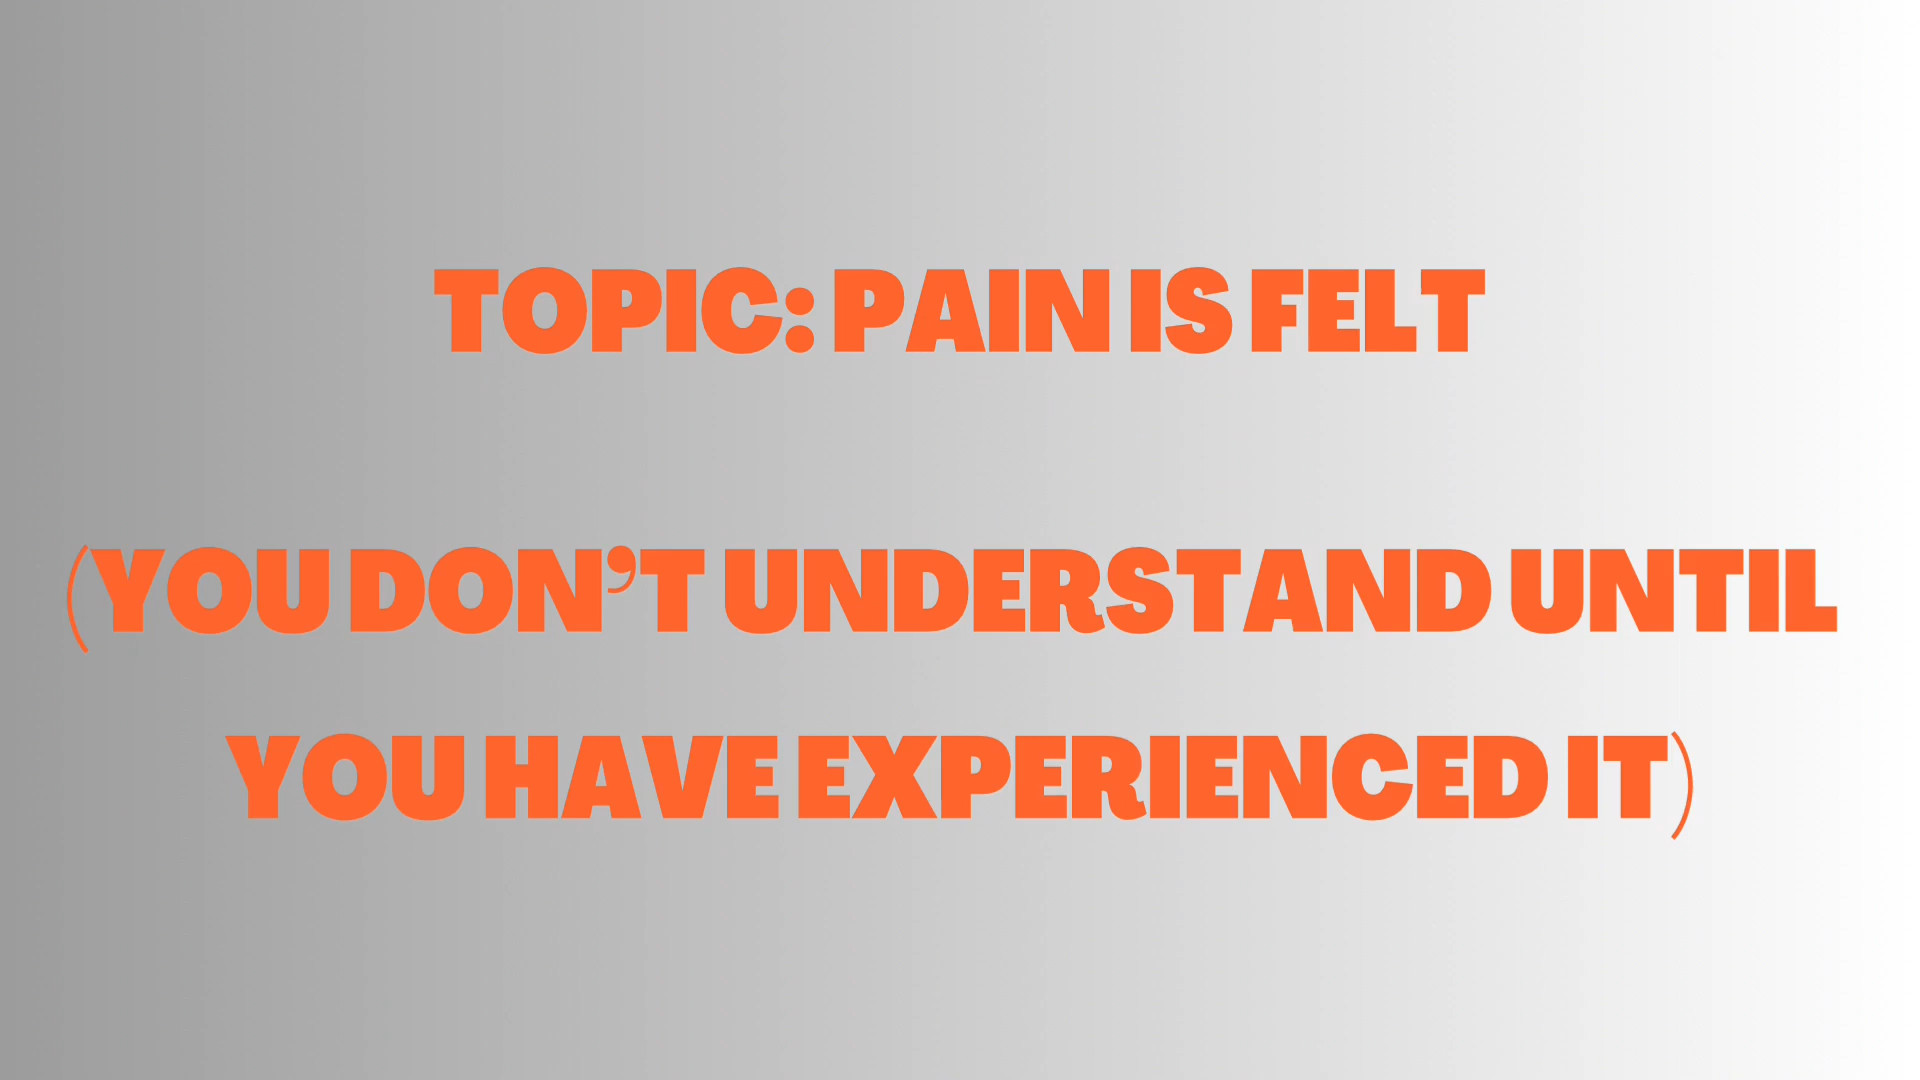 TOPIC: PAIN IS FELT
(YOU DON’T UNDERSTAND UNTIL
YOU HAVE EXPERIENCED IT)